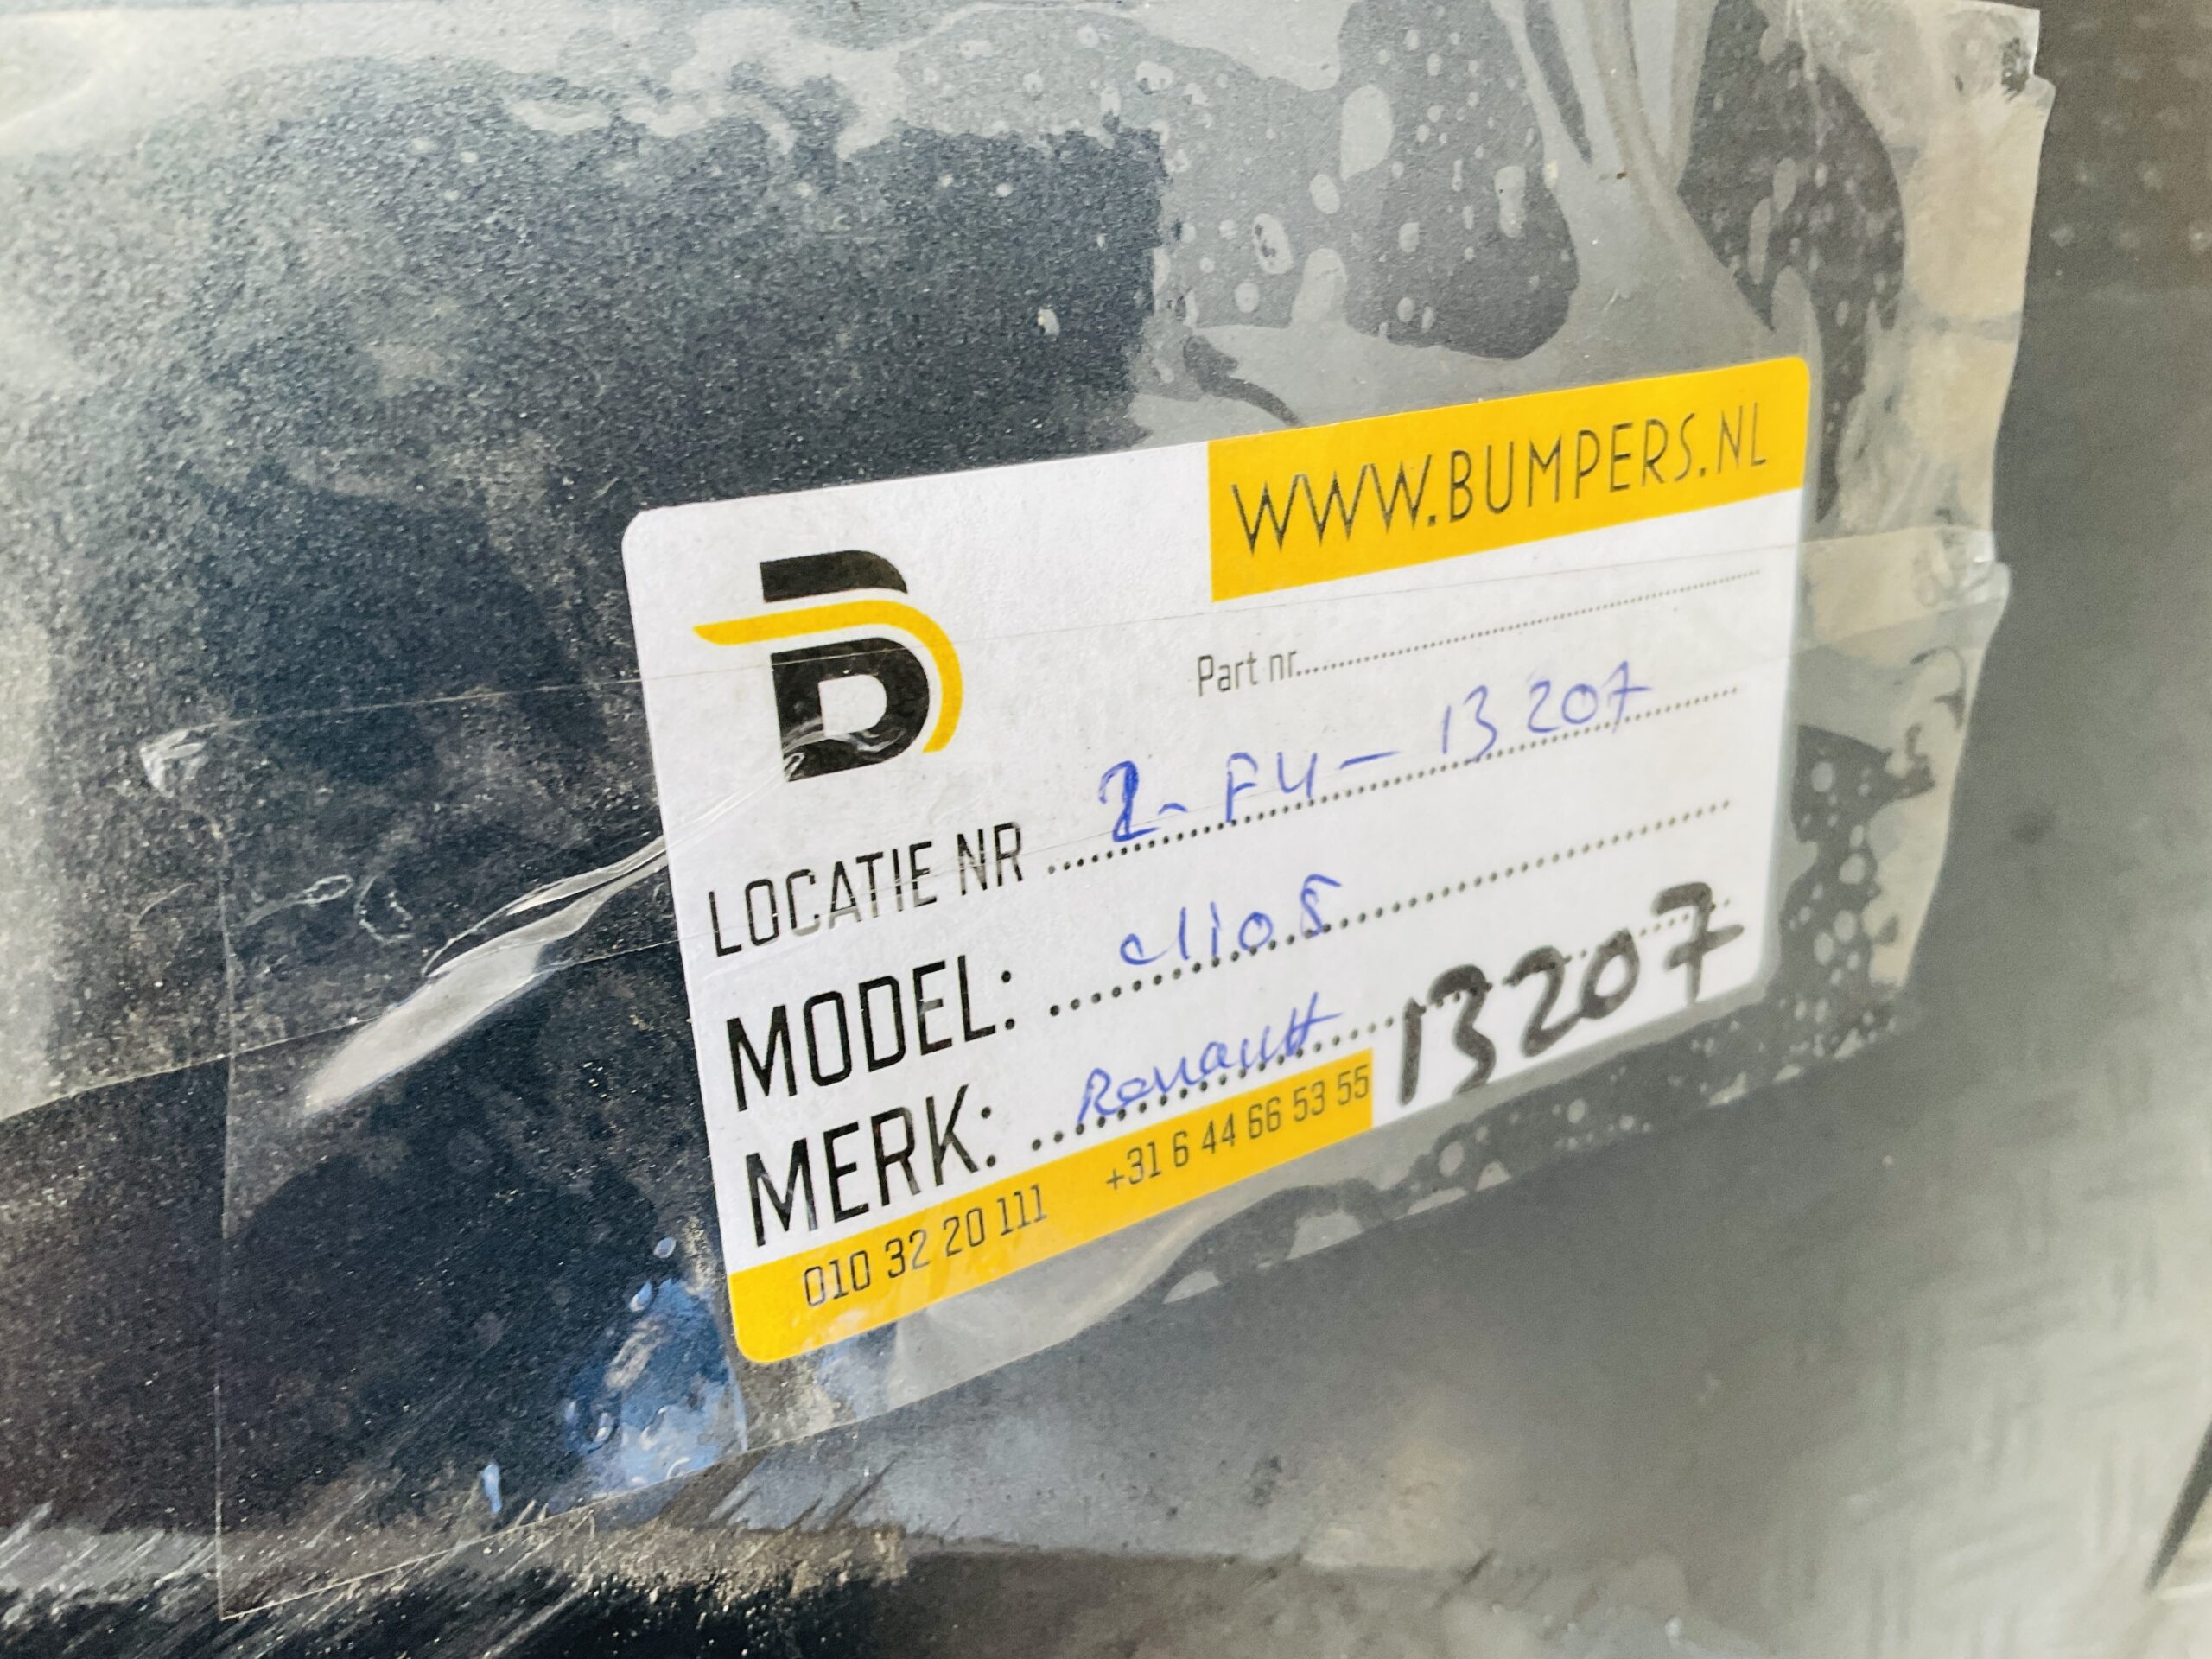 WWW.BUMPERS.NL
B
Part nr..............................
LOCATIE NR 2-F4-13207
MODEL: clio 5
MERK: Renault 13207
010 32 20 111 +31 6 44 66 53 55